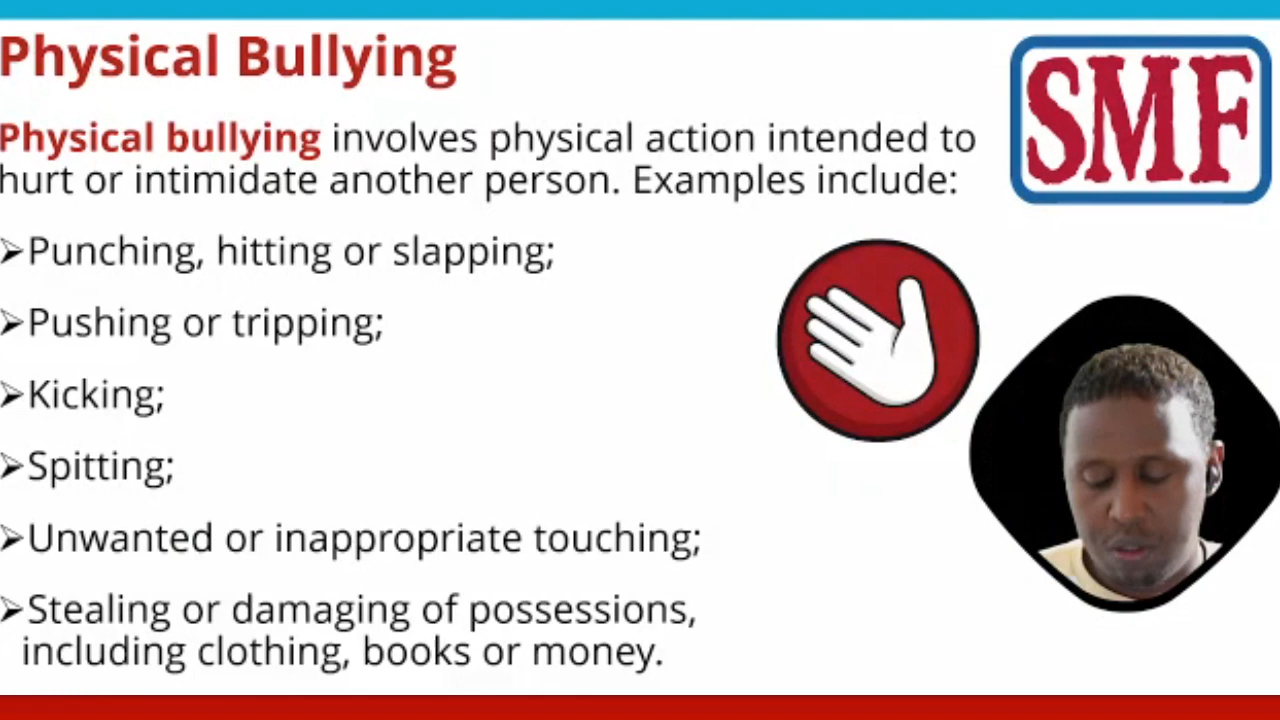 Physical Bullying
SMF
Physical bullying involves physical action intended to
hurt or intimidate another person. Examples include:
➢Punching, hitting or slapping;
➢Pushing or tripping;
➢Kicking;
➢Spitting;
➢Unwanted or inappropriate touching;
➢Stealing or damaging of possessions,
including clothing, books or money.